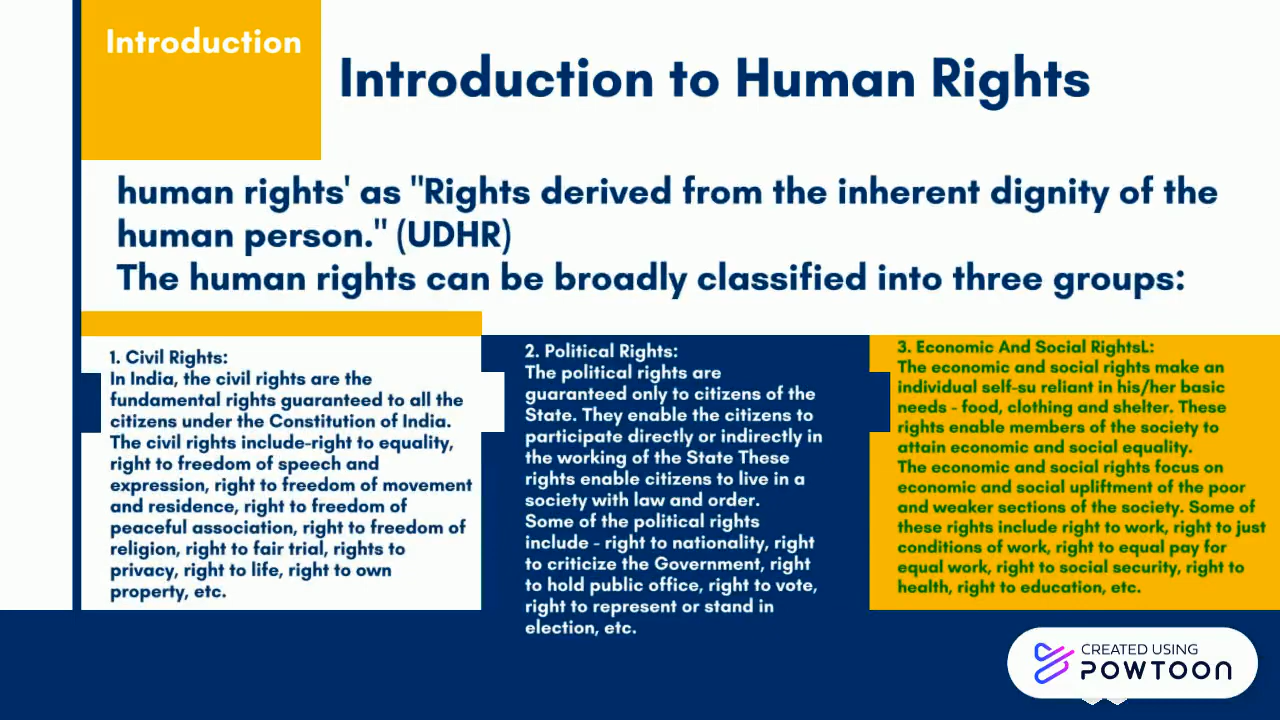 Introduction
Introduction to Human Rights
human rights' as "Rights derived from the inherent dignity of the
human person." (UDHR)
The human rights can be broadly classified into three groups:
1. Civil Rights:
In India, the civil rights are the
fundamental rights guaranteed to all the
citizens under the Constitution of India.
The civil rights include-right to equality,
right to freedom of speech and
expression, right to freedom of movement
and residence, right to freedom of
peaceful association, right to freedom of
religion, right to fair trial, rights to
privacy, right to life, right to own
property, etc.
2. Political Rights:
The political rights are
guaranteed only to citizens of the
State. They enable the citizens to
participate directly or indirectly in
the working of the State These
rights enable citizens to live in a
society with law and order.
Some of the political rights
include - right to nationality, right
to criticize the Government, right
to hold public office, right to vote,
right to represent or stand in
election, etc.
3. Economic And Social RightsL:
The economic and social rights make an
individual self-su reliant in his/her basic
needs - food, clothing and shelter. These
rights enable members of the society to
attain economic and social equality.
The economic and social rights focus on
economic and social upliftment of the poor
and weaker sections of the society. Some of
these rights include right to work, right to just
conditions of work, right to equal pay for
equal work, right to social security, right to
health, right to education, etc.
CREATED USING
POWTOON